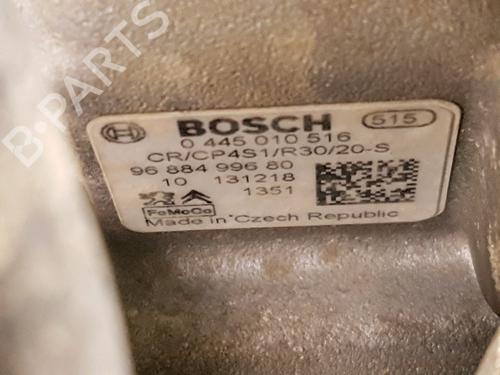 B-PARTS
BOSCH 515
0 445 010 516
CR/CP4S1/R30/20-S
96 884 996 80
10 131218
1351
FoMoCo
Made in Czech Republic